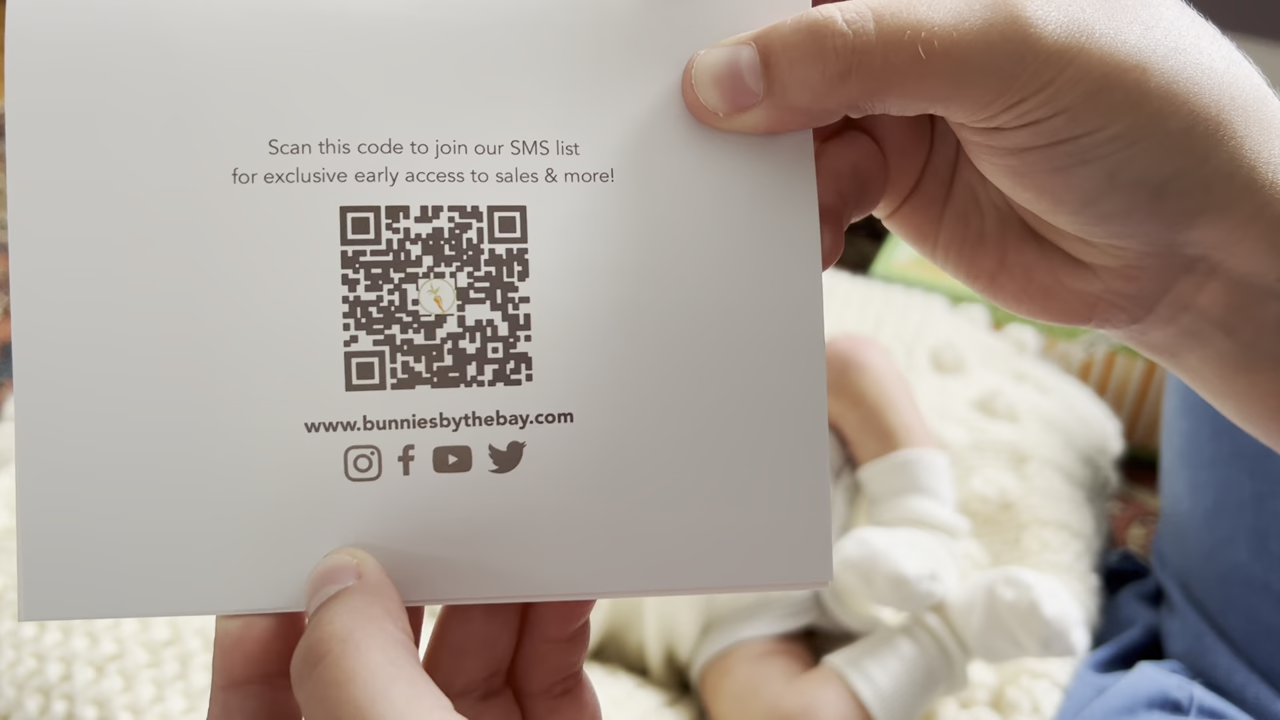 Scan this code to join our SMS list
for exclusive early access to sales & more!
www.bunniesbythebay.com